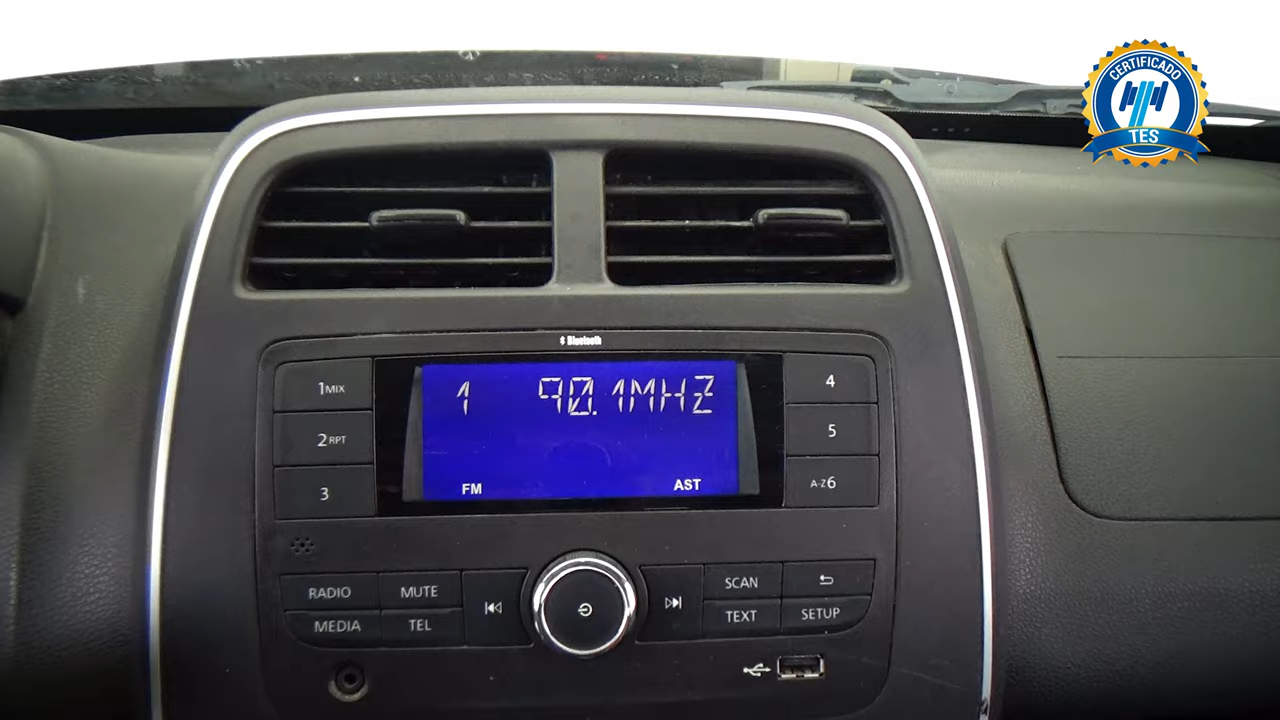 CERTIFICADO
TES
Bluetooth
1MIX
2RPT
3
1 90.1MHZ
FM AST
4
5
A-Z6
RADIO MUTE
MEDIA TEL
SCAN
TEXT SETUP